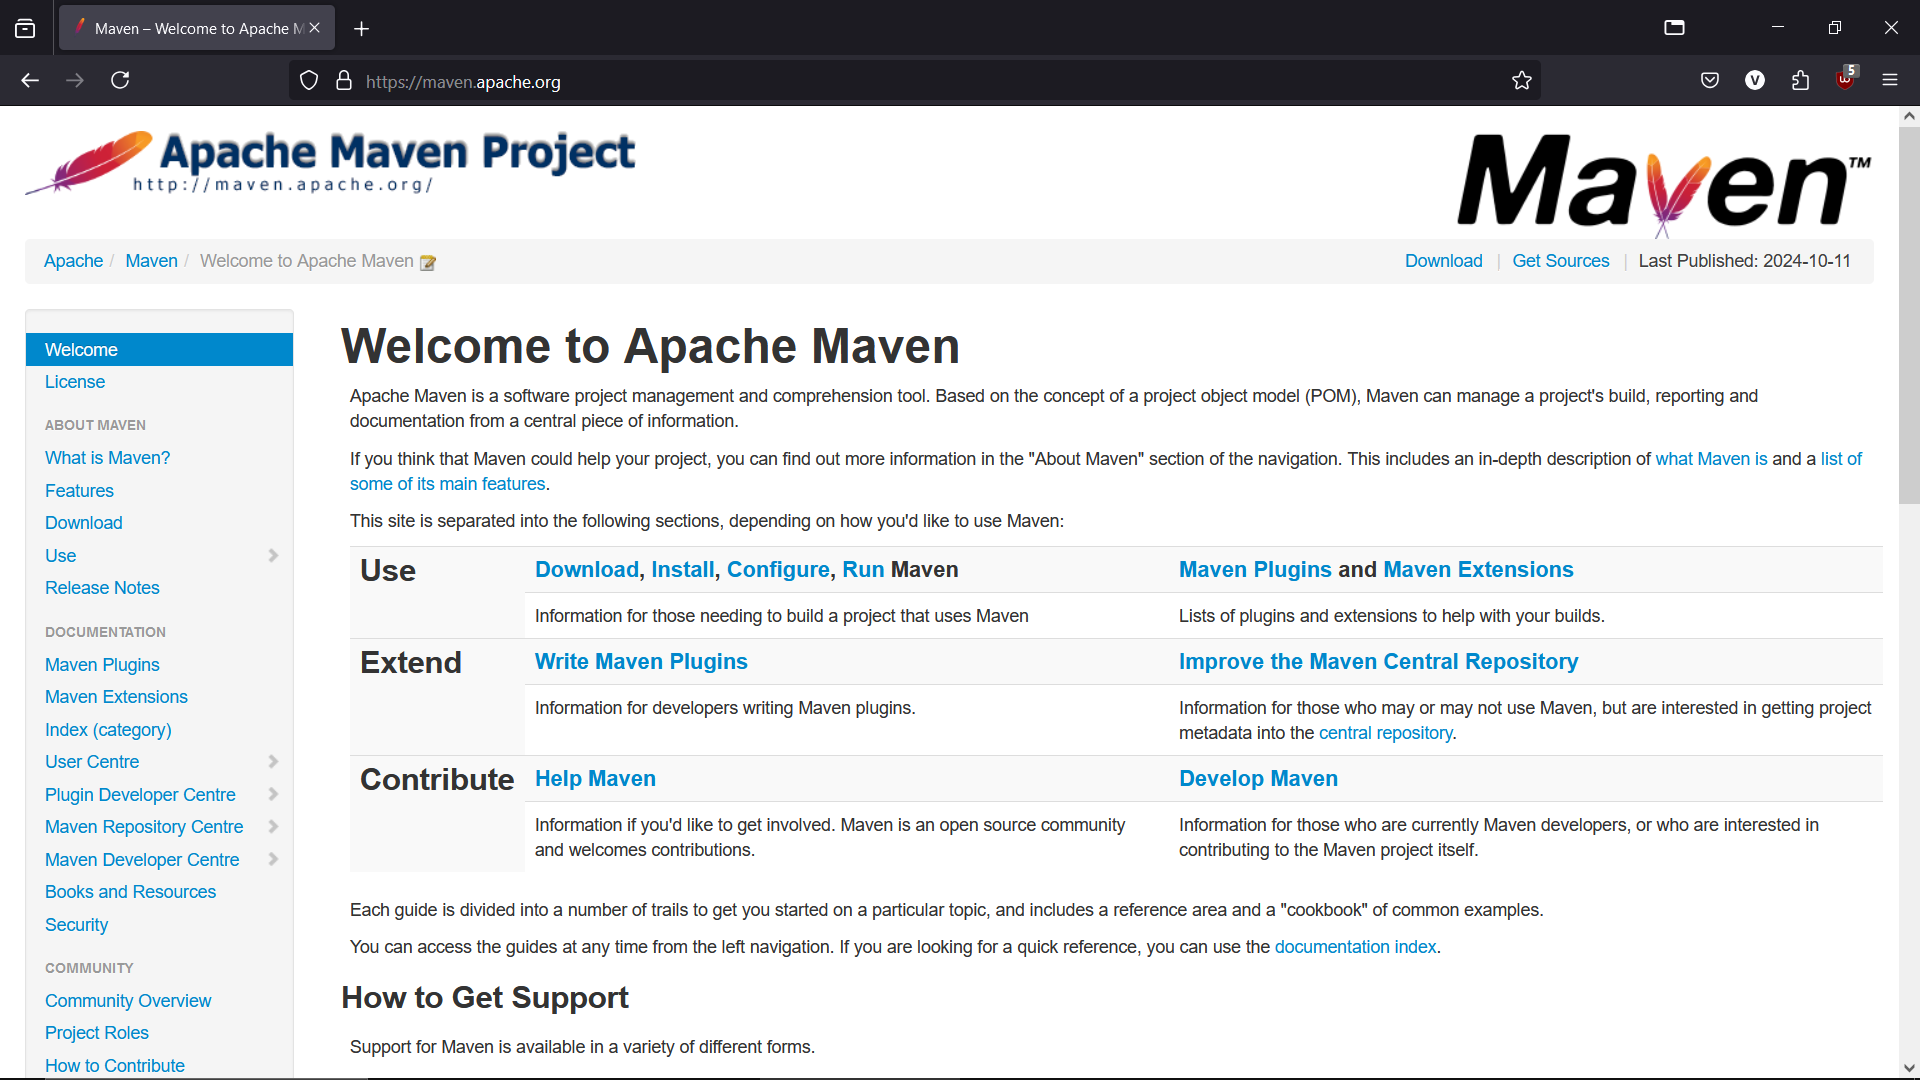 Maven – Welcome to Apache M
https://maven.apache.org
5
Apache Maven Project
http://maven.apache.org/
Maven™
Apache / Maven / Welcome to Apache Maven
Download | Get Sources | Last Published: 2024-10-11
Welcome
License
ABOUT MAVEN
What is Maven?
Features
Download
Use
Release Notes
DOCUMENTATION
Maven Plugins
Maven Extensions
Index (category)
User Centre
Plugin Developer Centre
Maven Repository Centre
Maven Developer Centre
Books and Resources
Security
COMMUNITY
Community Overview
Project Roles
How to Contribute
Welcome to Apache Maven
Apache Maven is a software project management and comprehension tool. Based on the concept of a project object model (POM), Maven can manage a project's build, reporting and
documentation from a central piece of information.
If you think that Maven could help your project, you can find out more information in the "About Maven" section of the navigation. This includes an in-depth description of what Maven is and a list of
some of its main features.
This site is separated into the following sections, depending on how you'd like to use Maven:
Use
Download, Install, Configure, Run Maven
Maven Plugins and Maven Extensions
Information for those needing to build a project that uses Maven
Lists of plugins and extensions to help with your builds.
Extend
Write Maven Plugins
Improve the Maven Central Repository
Information for developers writing Maven plugins.
Information for those who may or may not use Maven, but are interested in getting project
metadata into the central repository.
Contribute
Help Maven
Develop Maven
Information if you'd like to get involved. Maven is an open source community
and welcomes contributions.
Information for those who are currently Maven developers, or who are interested in
contributing to the Maven project itself.
Each guide is divided into a number of trails to get you started on a particular topic, and includes a reference area and a "cookbook" of common examples.
You can access the guides at any time from the left navigation. If you are looking for a quick reference, you can use the documentation index.
How to Get Support
Support for Maven is available in a variety of different forms.